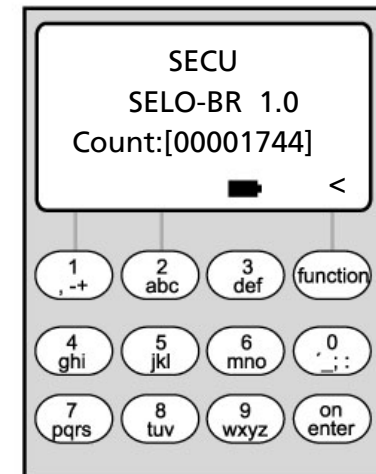 SECU
SELO-BR 1.0
Count:[00001744]
<
1 2 3 function
, -+ abc def
4 5 6 0
ghi jkl mno ´_; :
7 8 9 on
pqrs tuv wxyz enter